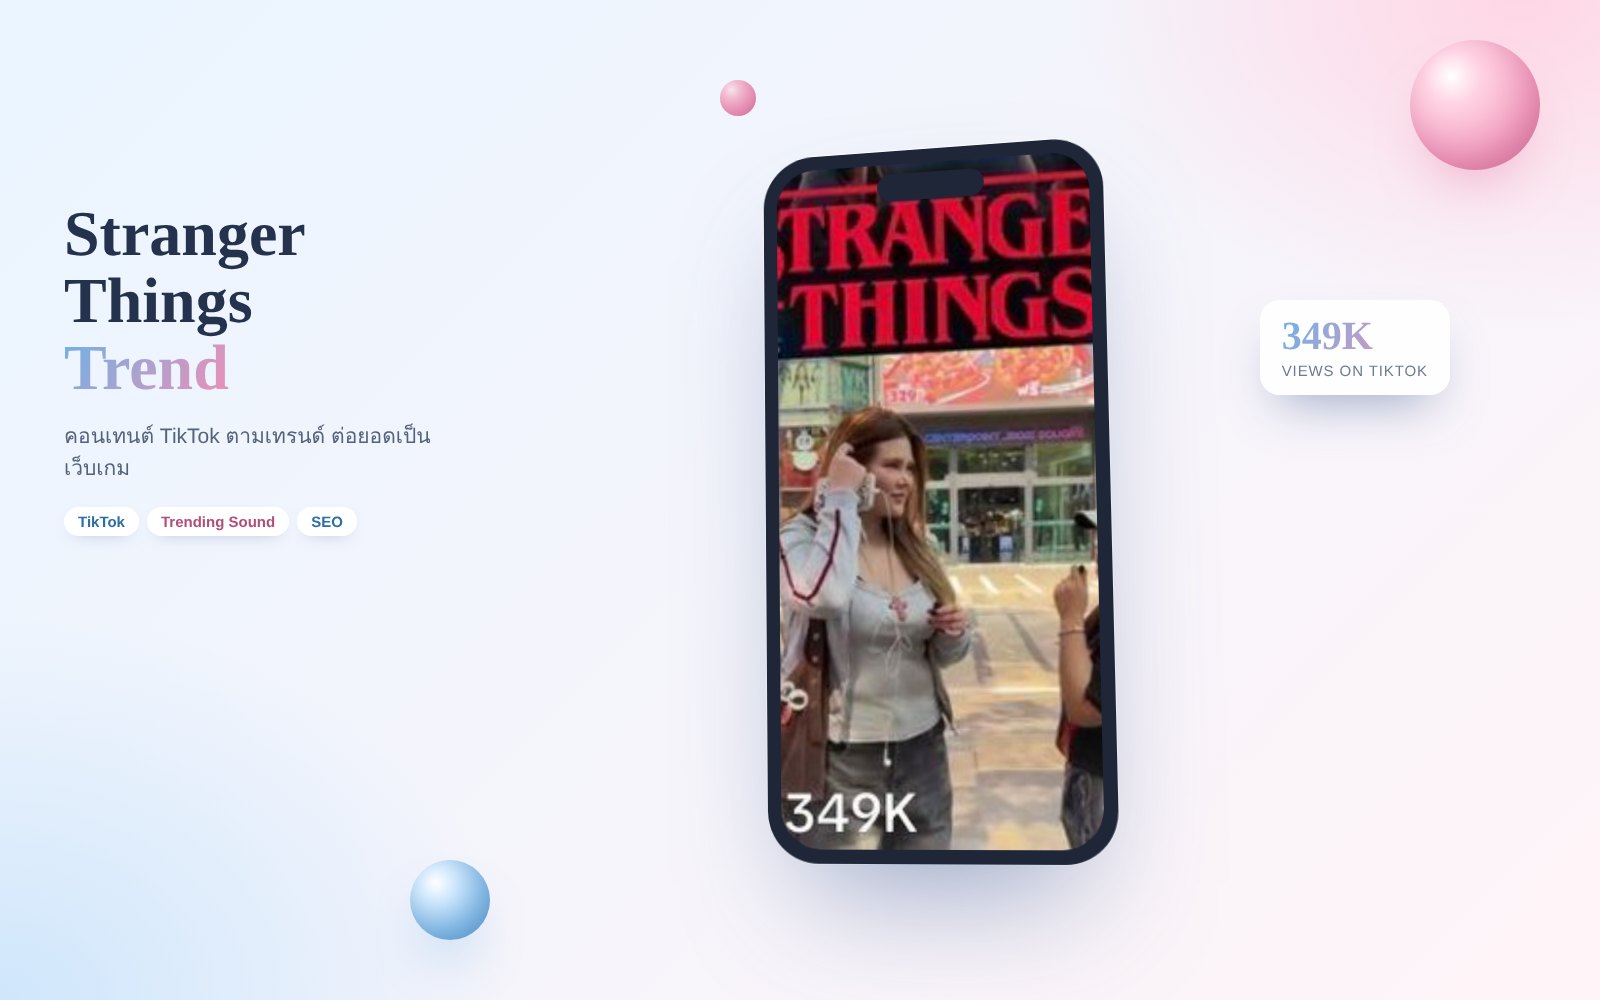 Stranger
Things
Trend
คอนเทนต์ TikTok ตามเทรนด์ ต่อยอดเป็น
เว็บเกม
TikTok
Trending Sound
SEO
STRANGE
THINGS
329
349K
349K
VIEWS ON TIKTOK